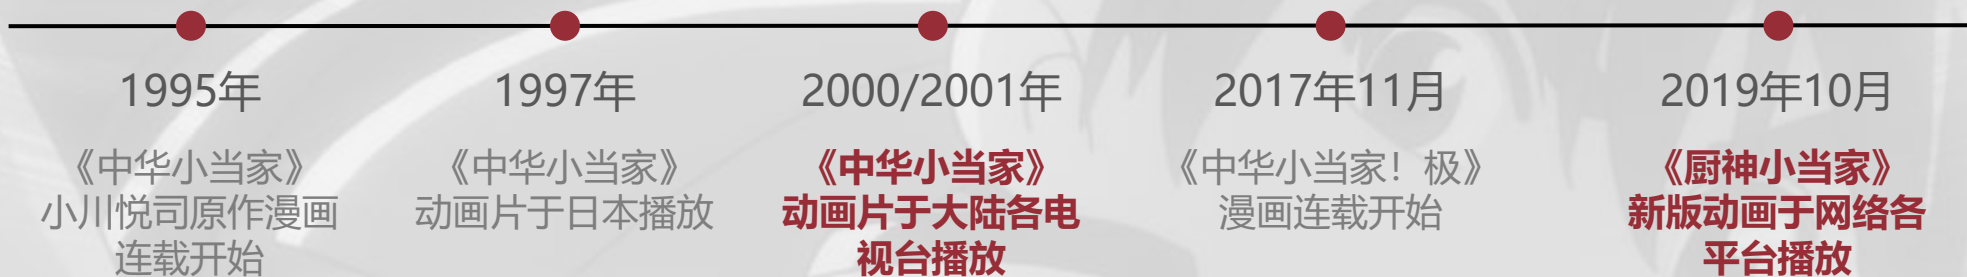 1995年
《中华小当家》
小川悦司原作漫画
连载开始
1997年
《中华小当家》
动画片于日本播放
2000/2001年
《中华小当家》
动画片于大陆各电
视台播放
2017年11月
《中华小当家！极》
漫画连载开始
2019年10月
《厨神小当家》
新版动画于网络各
平台播放